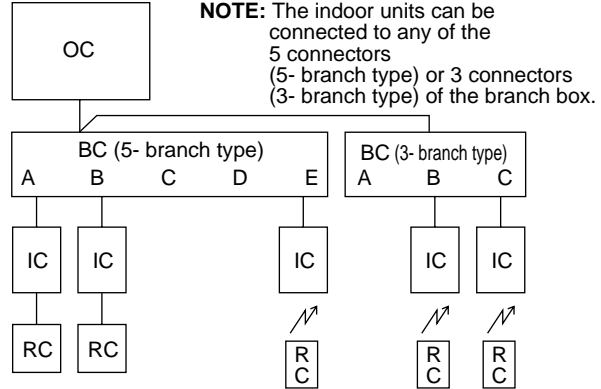 OC
NOTE: The indoor units can be
connected to any of the
5 connectors
(5- branch type) or 3 connectors
(3- branch type) of the branch box.
BC (5- branch type)
A B C D E
BC (3- branch type)
A B C
IC IC IC IC IC
RC RC
R
C
R
C
R
C